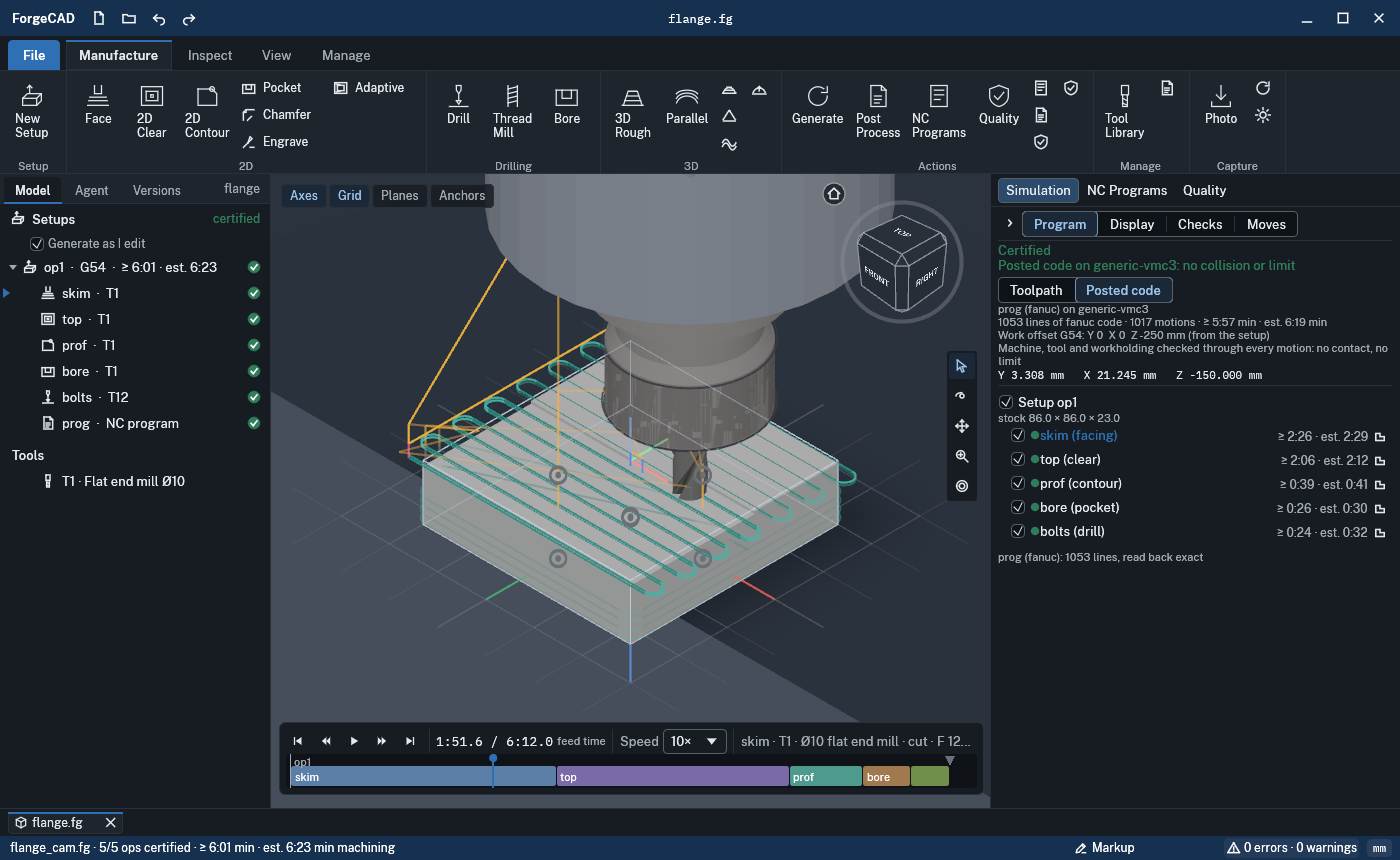 ForgeCAD
flange.fg
File
Manufacture
Inspect
View
Manage
New Setup
Face
2D Clear
2D Contour
Pocket
Chamfer
Engrave
Adaptive
Drill
Thread Mill
Bore
3D Rough
Parallel
Generate
Post Process
NC Programs
Quality
Tool Library
Photo
Setup
2D
Drilling
3D
Actions
Manage
Capture
Model
Agent
Versions
flange
Setups
certified
Generate as I edit
op1 · G54 · ≥ 6:01 · est. 6:23
skim · T1
top · T1
prof · T1
bore · T1
bolts · T12
prog · NC program
Tools
T1 · Flat end mill Ø10
Axes
Grid
Planes
Anchors
TOP
FRONT
RIGHT
1:51.6 / 6:12.0 feed time
Speed
10×
skim · T1 · Ø10 flat end mill · cut · F 12...
op1
skim
top
prof
bore
Simulation
NC Programs
Quality
Program
Display
Checks
Moves
Certified
Posted code on generic-vmc3: no collision or limit
Toolpath
Posted code
prog (fanuc) on generic-vmc3
1053 lines of fanuc code · 1017 motions · ≥ 5:57 min · est. 6:19 min
Work offset G54: Y 0 X 0 Z-250 mm (from the setup)
Machine, tool and workholding checked through every motion: no contact, no
limit
Y 3.308 mm X 21.245 mm Z -150.000 mm
Setup op1
stock 86.0 × 86.0 × 23.0
skim (facing) ≥ 2:26 · est. 2:29
top (clear) ≥ 2:06 · est. 2:12
prof (contour) ≥ 0:39 · est. 0:41
bore (pocket) ≥ 0:26 · est. 0:30
bolts (drill) ≥ 0:24 · est. 0:32
prog (fanuc): 1053 lines, read back exact
flange.fg
flange_cam.fg · 5/5 ops certified · ≥ 6:01 min · est. 6:23 min machining
Markup
0 errors · 0 warnings
mm